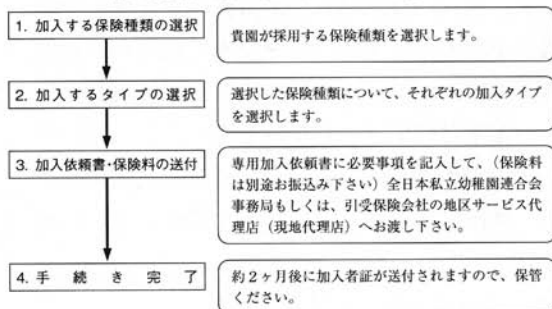 1. 加入する保険種類の選択
貴園が採用する保険種類を選択します。
2. 加入するタイプの選択
選択した保険種類について、それぞれの加入タイプ
を選択します。
3. 加入依頼書・保険料の送付
専用加入依頼書に必要事項を記入して、(保険料
は別途お振込み下さい)全日本私立幼稚園連合会
事務局もしくは、引受保険会社の地区サービス代
理店(現地代理店)へお渡し下さい。
4. 手続き完了
約2ヶ月後に加入者証が送付されますので、保管
ください。